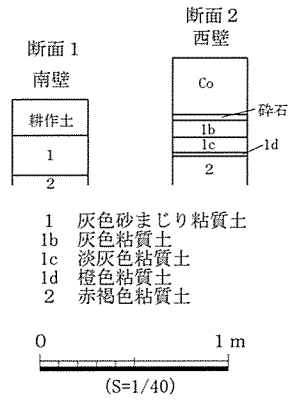 断面1
南壁
耕作土
1
2
断面2
西壁
Co
砕石
1b
1c
1d
2
1 灰色砂まじり粘質土
1b 灰色粘質土
1c 淡灰色粘質土
1d 橙色粘質土
2 赤褐色粘質土
0 1m
(S=1/40)